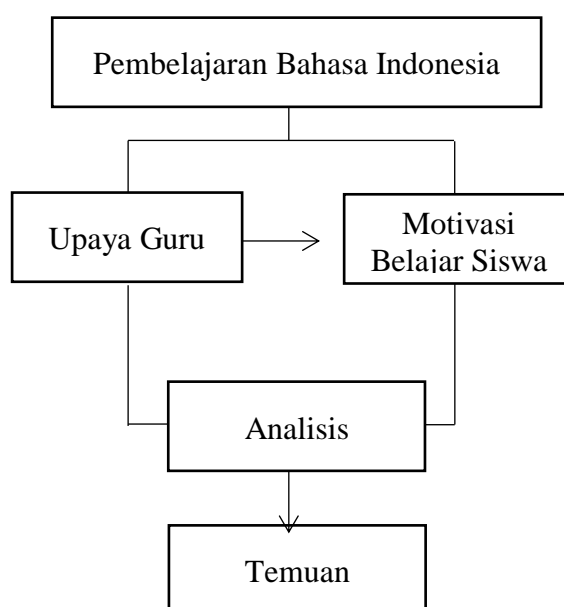 Pembelajaran Bahasa Indonesia
Upaya Guru
Motivasi
Belajar Siswa
Analisis
Temuan